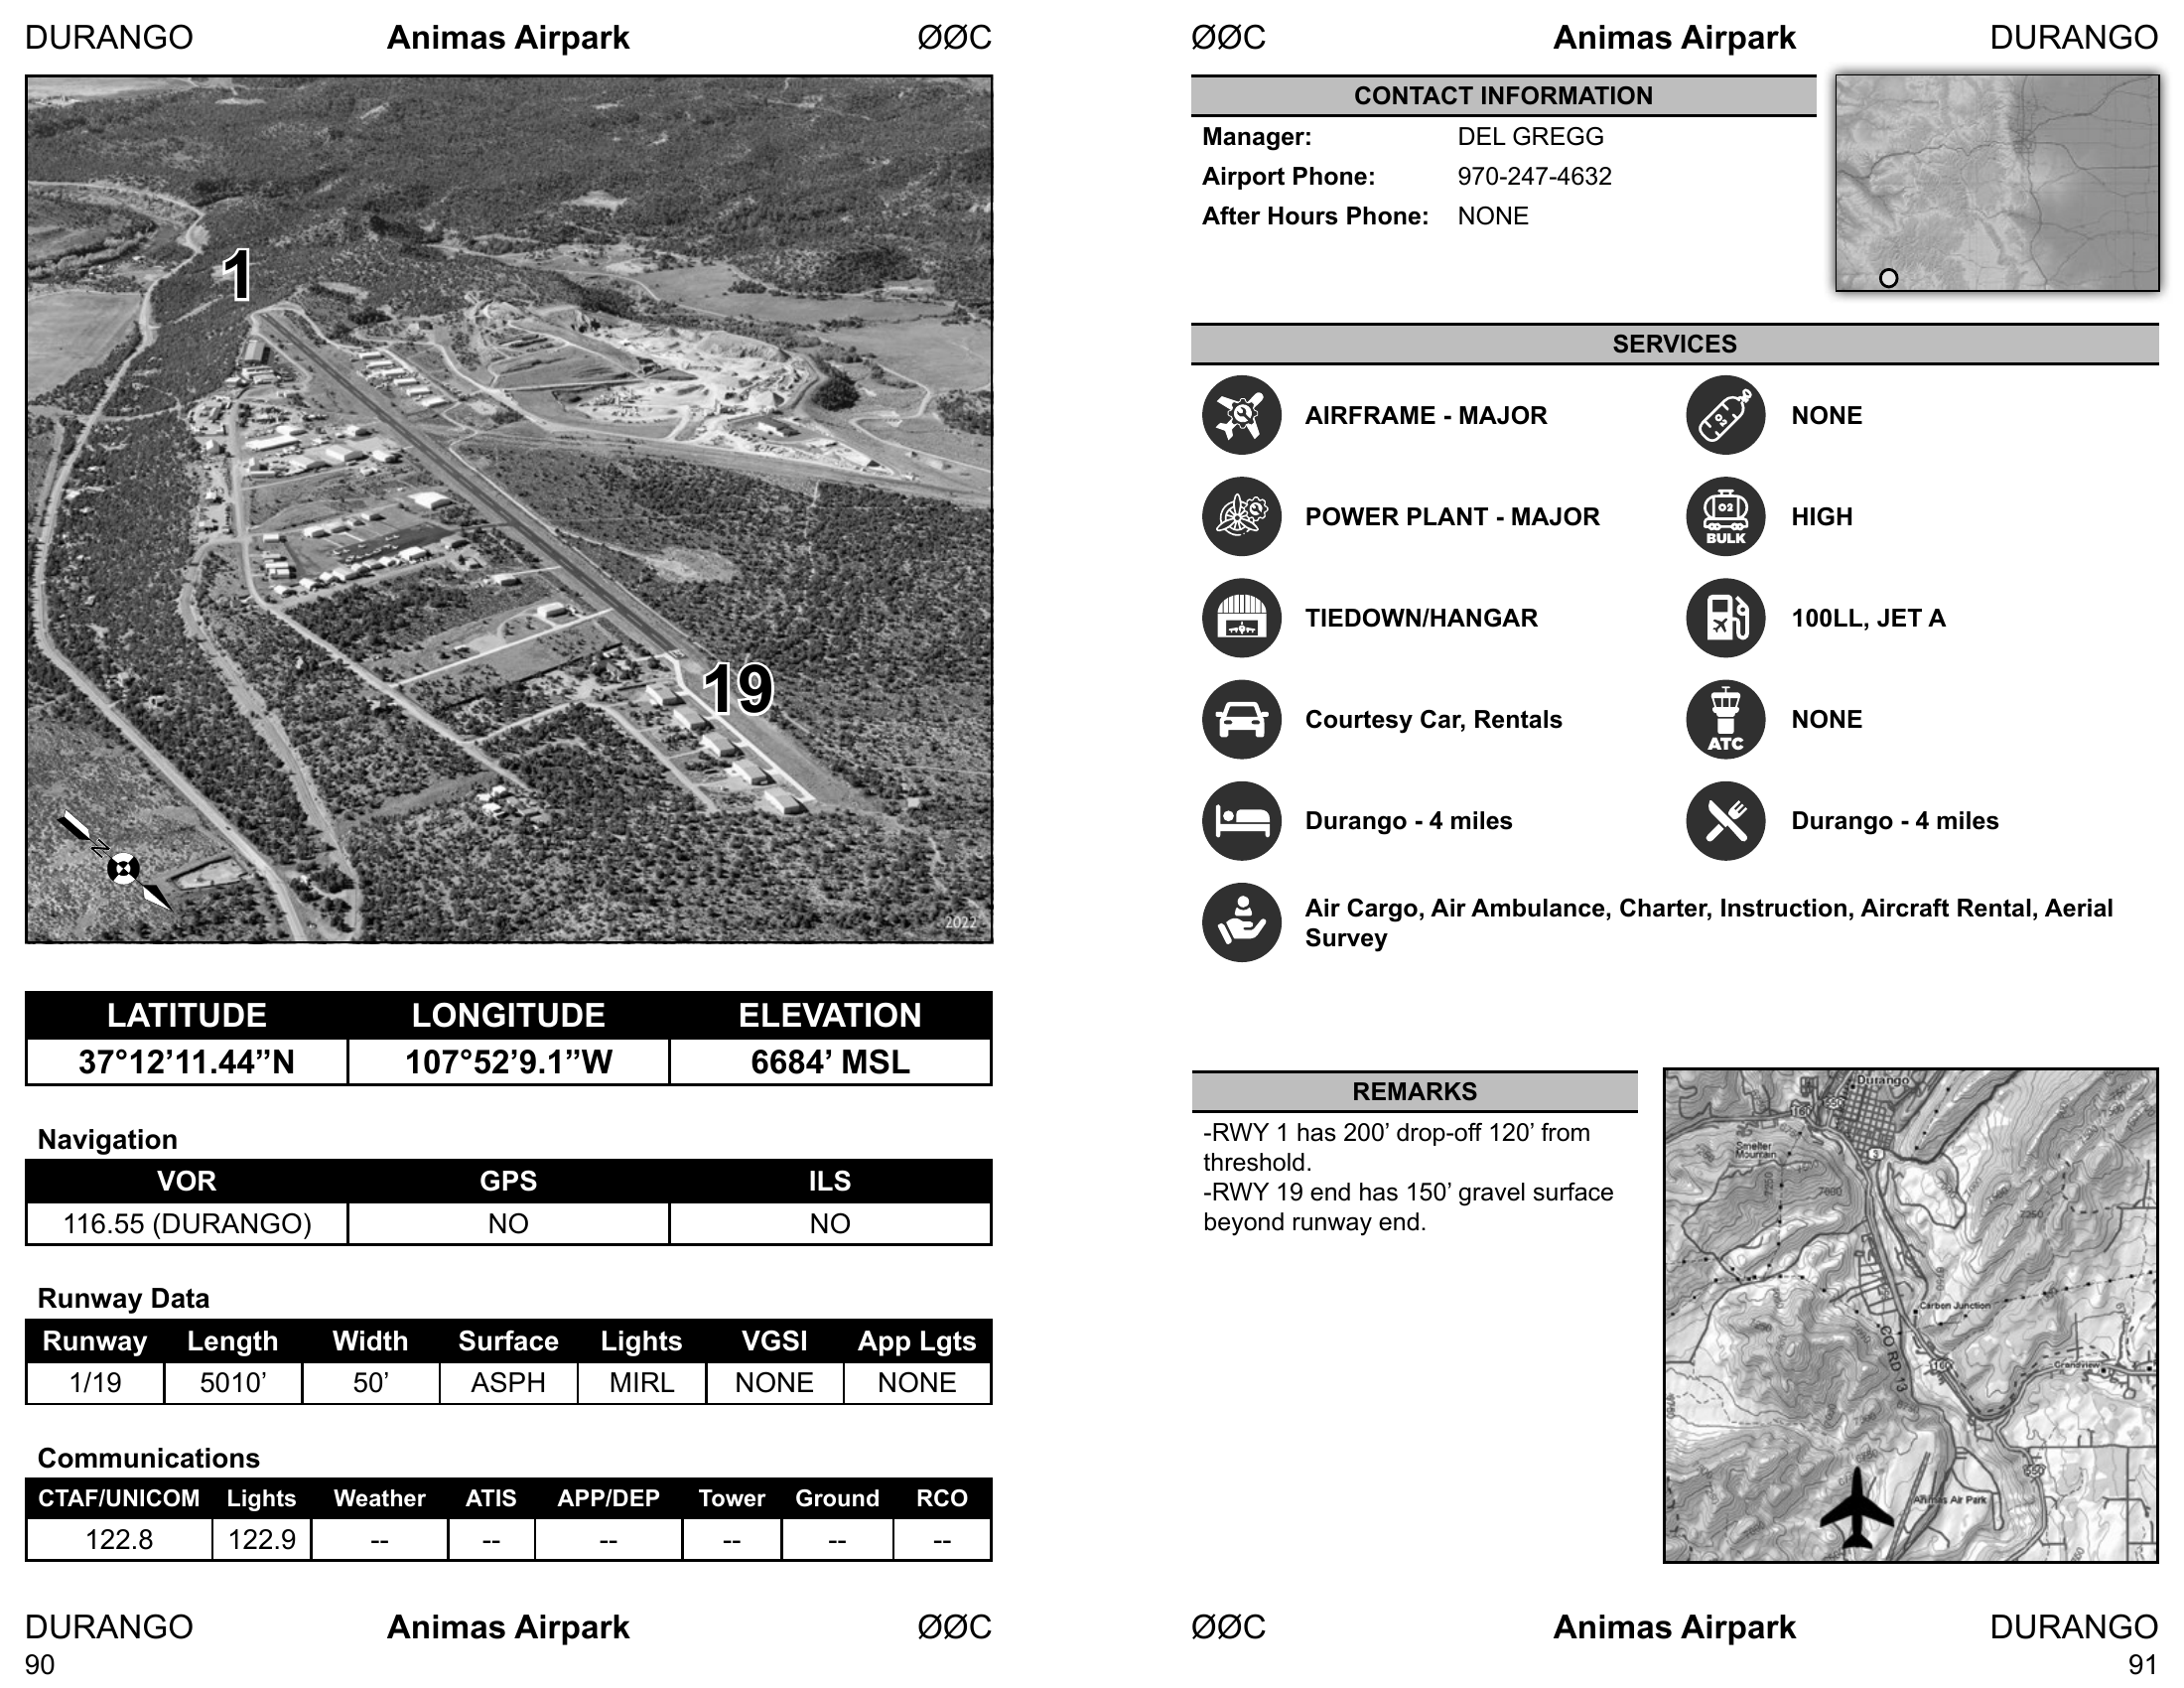 DURANGO Animas Airpark ØØC
1
19
N
2022
LATITUDE LONGITUDE ELEVATION
37°12’11.44”N 107°52’9.1”W 6684’ MSL
Navigation
VOR GPS ILS
116.55 (DURANGO) NO NO
Runway Data
Runway Length Width Surface Lights VGSI App Lgts
1/19 5010’ 50’ ASPH MIRL NONE NONE
Communications
CTAF/UNICOM Lights Weather ATIS APP/DEP Tower Ground RCO
122.8 122.9 -- -- -- -- -- --
DURANGO Animas Airpark ØØC
90
ØØC Animas Airpark DURANGO
CONTACT INFORMATION
Manager: DEL GREGG
Airport Phone: 970-247-4632
After Hours Phone: NONE
SERVICES
AIRFRAME - MAJOR
O2
NONE
POWER PLANT - MAJOR
O2
BULK
HIGH
TIEDOWN/HANGAR
100LL, JET A
Courtesy Car, Rentals
ATC
NONE
Durango - 4 miles
Durango - 4 miles
Air Cargo, Air Ambulance, Charter, Instruction, Aircraft Rental, Aerial
Survey
REMARKS
-RWY 1 has 200’ drop-off 120’ from
threshold.
-RWY 19 end has 150’ gravel surface
beyond runway end.
Durango
160
550
Smelter
Mountain
3
7250
7000
7250
Carbon Junction
CO RD 13
160
Grandview
550
Animas Air Park
ØØC Animas Airpark DURANGO
91